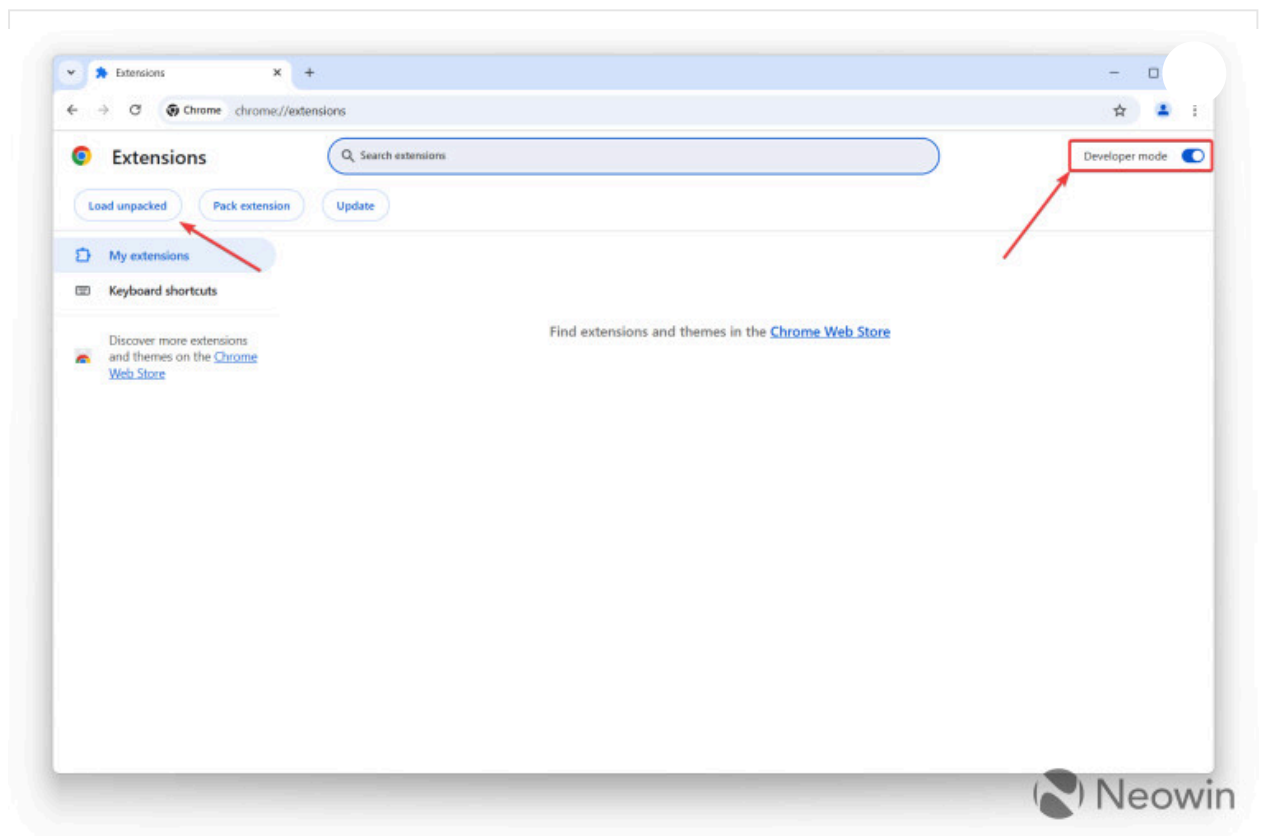 Extensions
Chrome
chrome://extensions
Extensions
Search extensions
Developer mode
Load unpacked
Pack extension
Update
My extensions
Keyboard shortcuts
Discover more extensions
and themes on the Chrome
Web Store
Find extensions and themes in the Chrome Web Store
Neowin